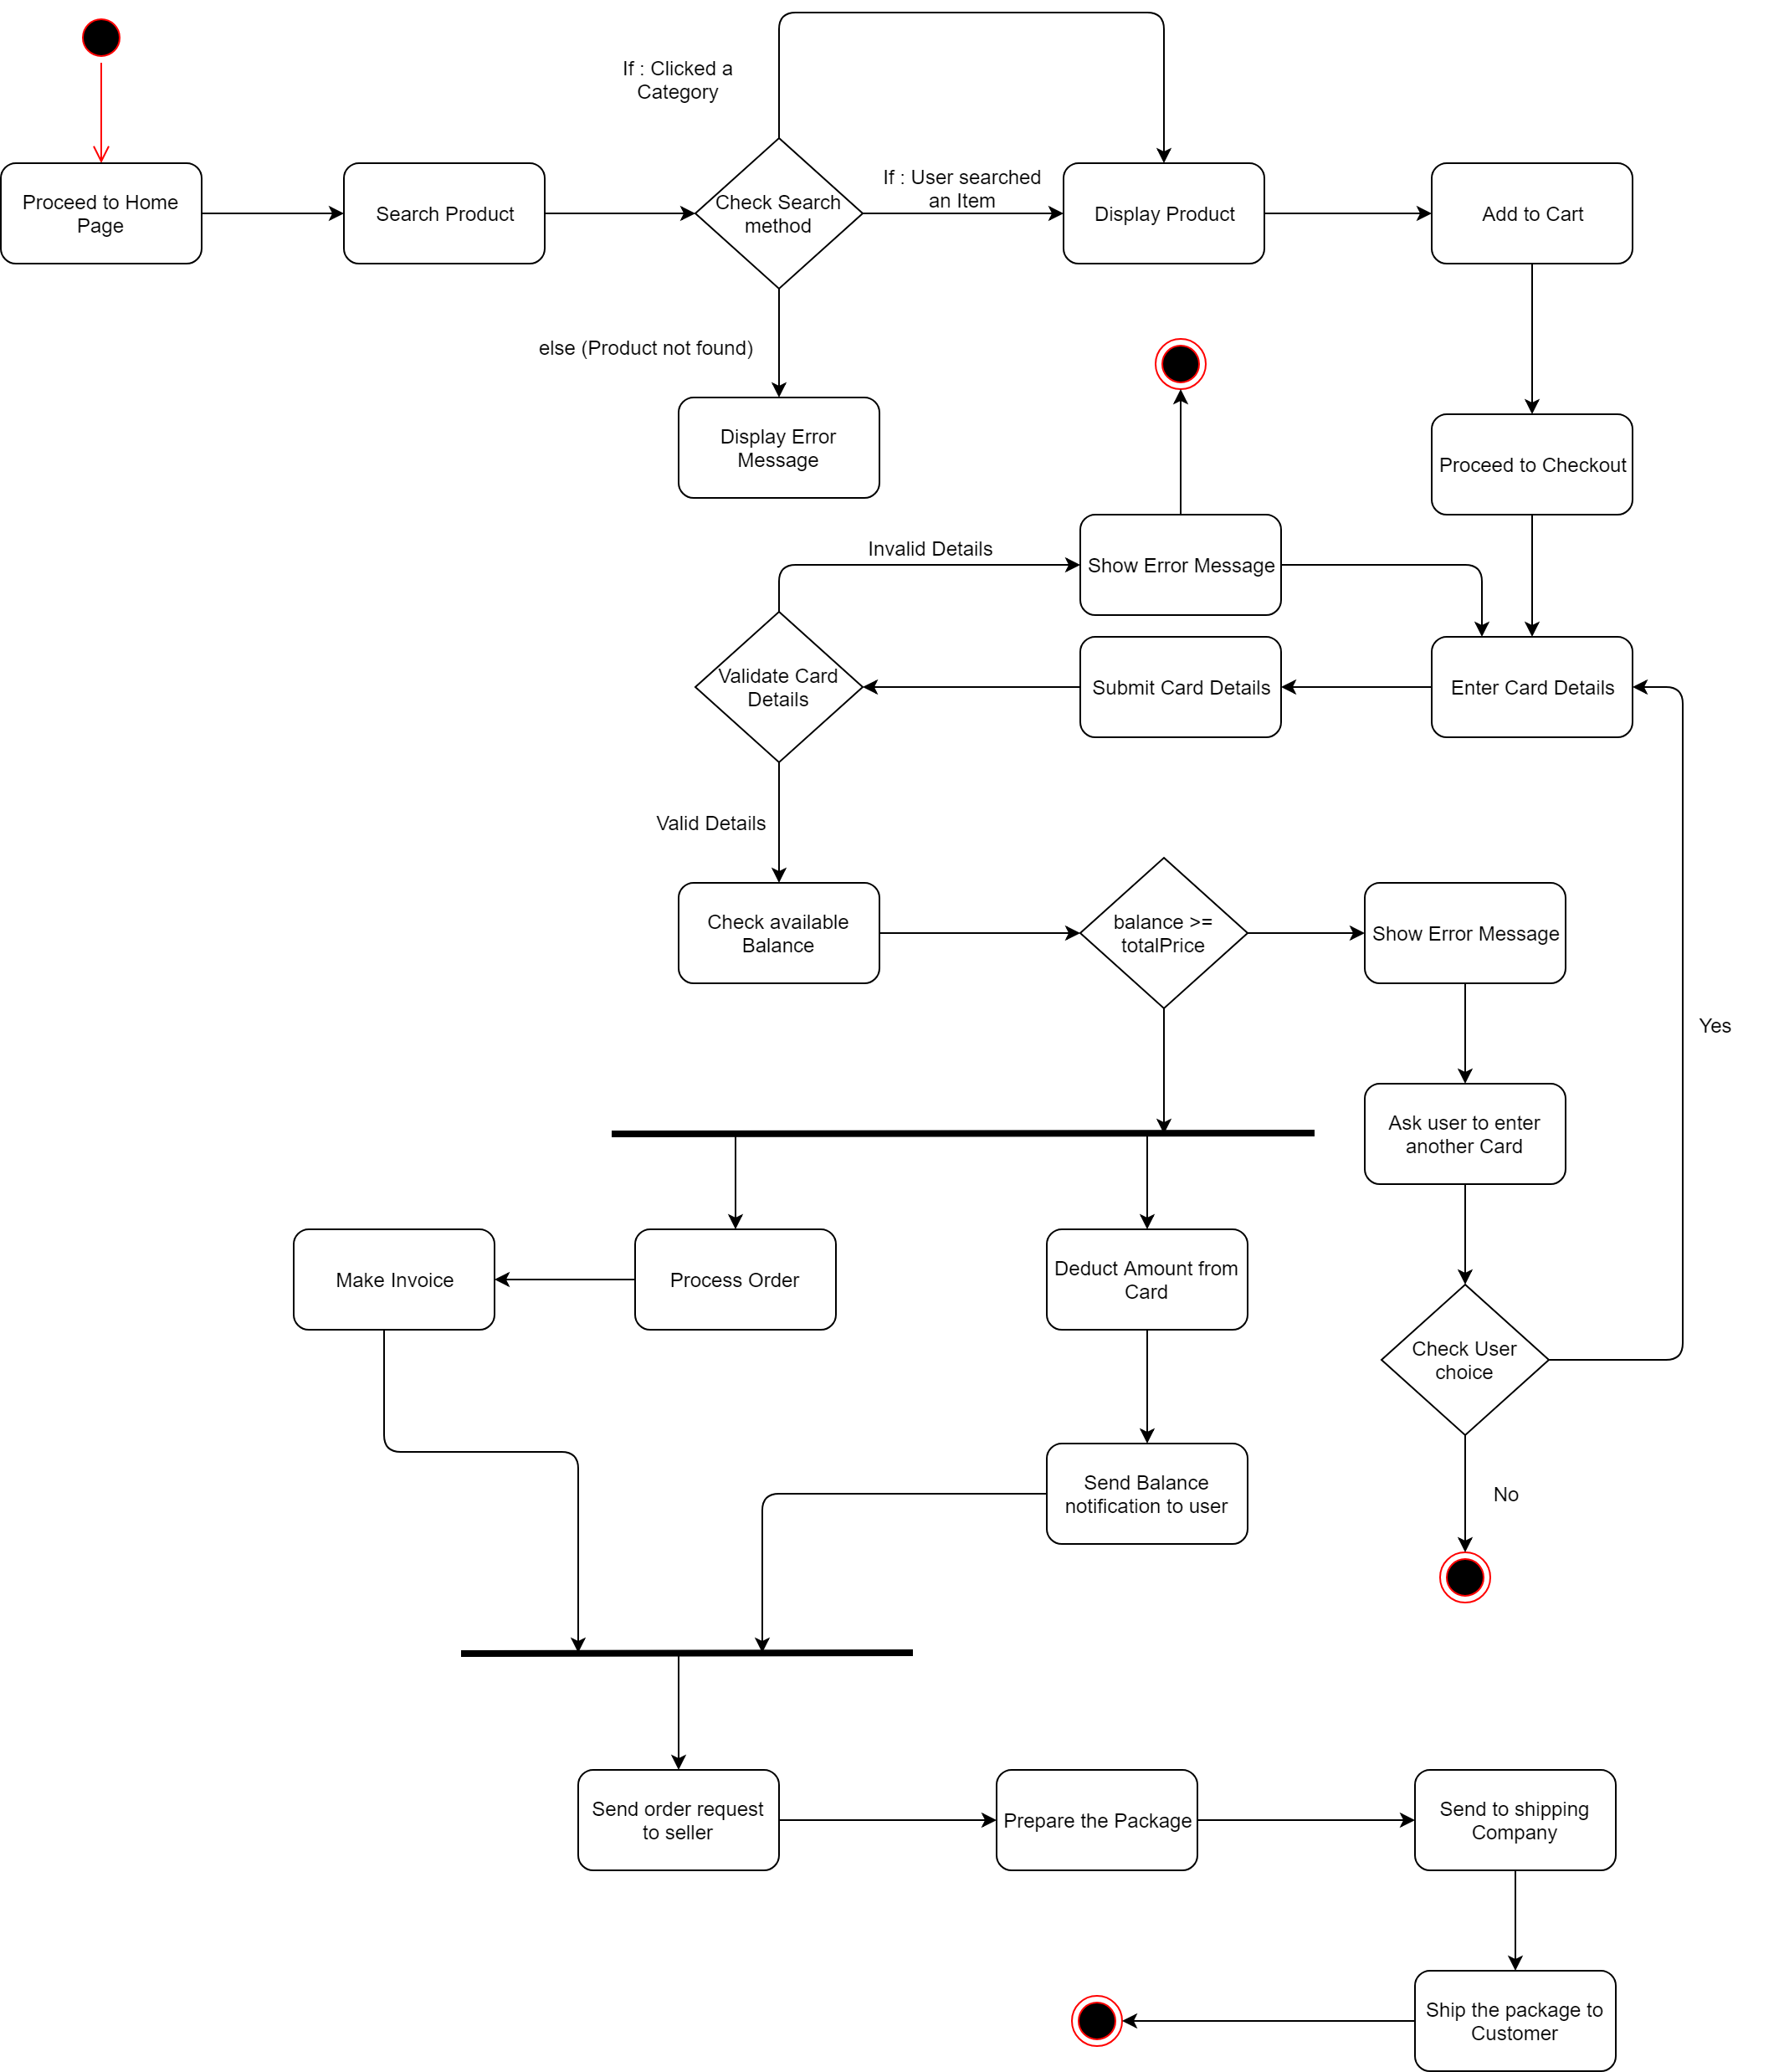 If : Clicked a
Category
Proceed to Home
Page
Search Product
Check Search
method
If : User searched
an Item
Display Product
Add to Cart
else (Product not found)
Display Error
Message
Proceed to Checkout
Invalid Details
Show Error Message
Validate Card
Details
Submit Card Details
Enter Card Details
Valid Details
Check available
Balance
balance >=
totalPrice
Show Error Message
Yes
Ask user to enter
another Card
Make Invoice
Process Order
Deduct Amount from
Card
Check User
choice
Send Balance
notification to user
No
Send order request
to seller
Prepare the Package
Send to shipping
Company
Ship the package to
Customer